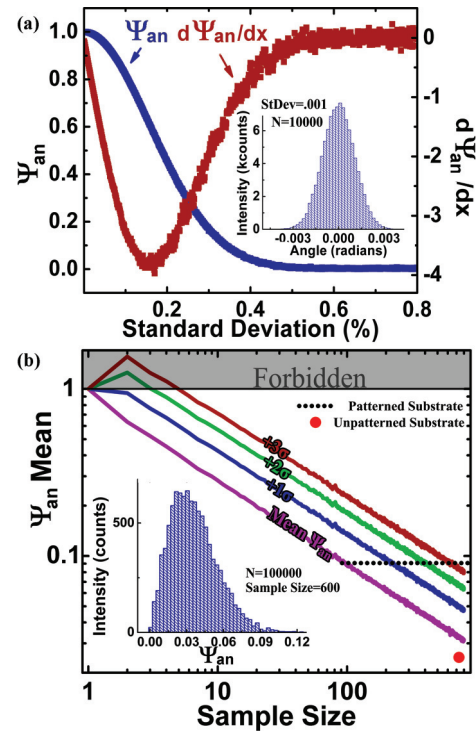 (a)
Ψan
dΨan/dx
StDev=.001
N=10000
Intensity (kcounts)
6
4
2
0
-0.003 0.000 0.003
Angle (radians)
Ψan
1.0
0.8
0.6
0.4
0.2
0.0
dΨan/dx
0
-1
-2
-3
-4
0.2 0.4 0.6 0.8
Standard Deviation (%)
(b)
Forbidden
Patterned Substrate
Unpatterned Substrate
+3σ
+2σ
+1σ
Mean Ψan
Ψan Mean
1
0.1
Intensity (counts)
500
0
N=100000
Sample Size=600
0.00 0.03 0.06 0.09 0.12
Ψan
1 10 100
Sample Size